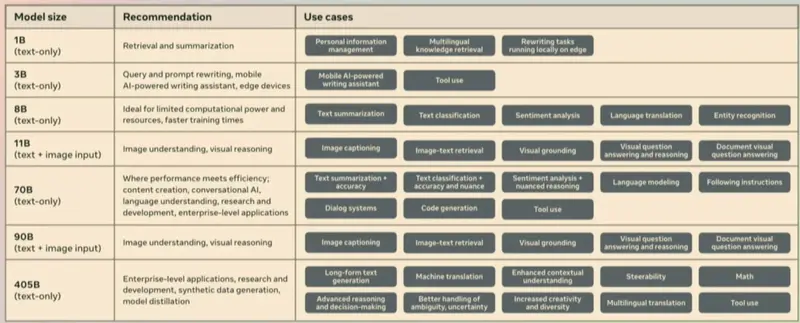 Model size
Recommendation
Use cases
1B
(text-only)
Retrieval and summarization
Personal information
management
Multilingual
knowledge retrieval
Rewriting tasks
running locally on edge
3B
(text-only)
Query and prompt rewriting, mobile
AI-powered writing assistant, edge devices
Mobile AI-powered
writing assistant
Tool use
8B
(text-only)
Ideal for limited computational power and
resources, faster training times
Text summarization
Text classification
Sentiment analysis
Language translation
Entity recognition
11B
(text + image input)
Image understanding, visual reasoning
Image captioning
Image-text retrieval
Visual grounding
Visual question
answering and reasoning
Document visual
question answering
70B
(text-only)
Where performance meets efficiency;
content creation, conversational AI,
language understanding, research and
development, enterprise-level applications
Text summarization +
accuracy
Text classification +
accuracy and nuance
Sentiment analysis +
nuanced reasoning
Language modeling
Following instructions
Dialog systems
Code generation
Tool use
90B
(text + image input)
Image understanding, visual reasoning
Image captioning
Image-text retrieval
Visual grounding
Visual question
answering and reasoning
Document visual
question answering
405B
(text-only)
Enterprise-level applications, research and
development, synthetic data generation,
model distillation
Long-form text
generation
Machine translation
Enhanced contextual
understanding
Steerability
Math
Advanced reasoning
and decision-making
Better handling of
ambiguity, uncertainty
Increased creativity
and diversity
Multilingual translation
Tool use